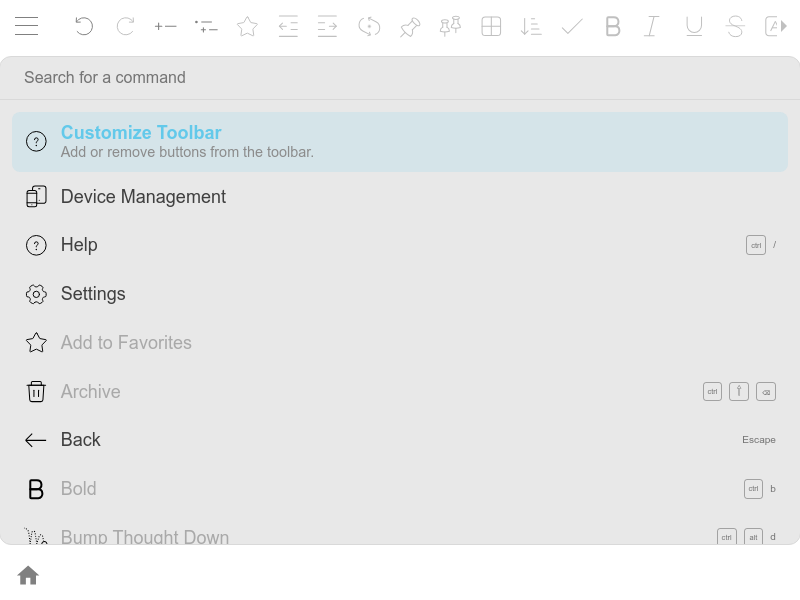 B I U S A
Search for a command
Customize Toolbar
Add or remove buttons from the toolbar.
Device Management
Help ctrl /
Settings
Add to Favorites
Archive ctrl ⌫
Back Escape
B Bold ctrl b
Bump Thought Down ctrl alt d